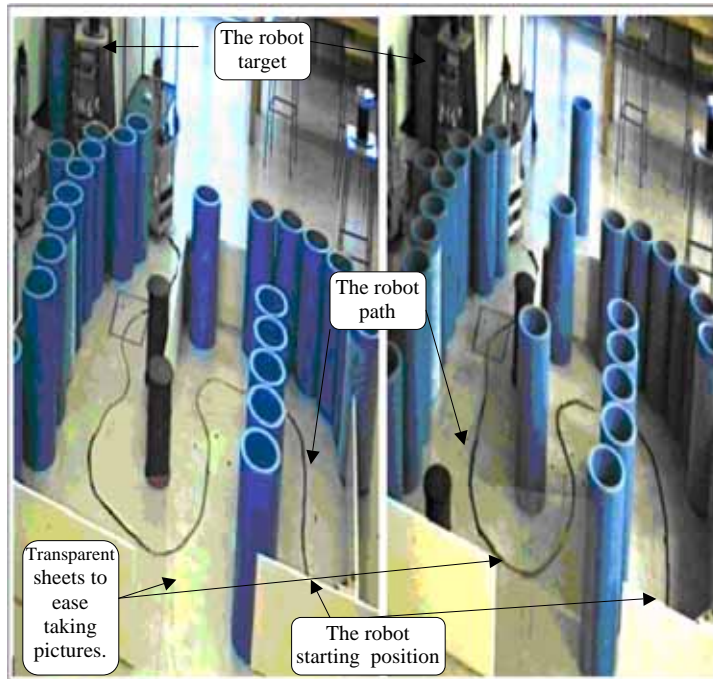 The robot
target
The robot
path
Transparent
sheets to
ease
taking
pictures.
The robot
starting position